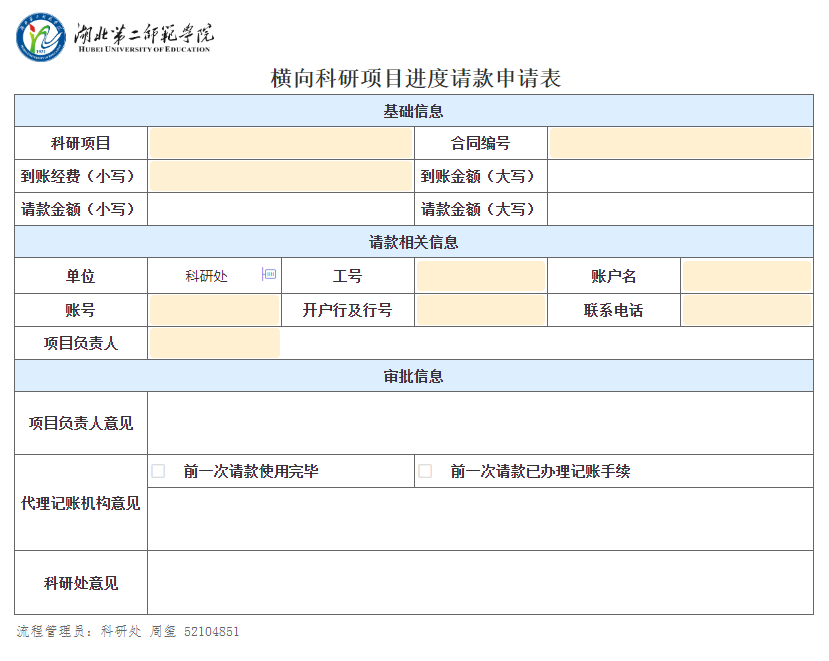 湖北第二师范学院
HUBEI UNIVERSITY OF EDUCATION
横向科研项目进度请款申请表
基础信息
科研项目 合同编号
到账经费（小写） 到账金额（大写）
请款金额（小写） 请款金额（大写）
请款相关信息
单位 科研处 工号 账户名
账号 开户行及行号 联系电话
项目负责人
审批信息
项目负责人意见
前一次请款使用完毕 前一次请款已办理记账手续
代理记账机构意见
科研处意见
流程管理员：科研处 周玺 52104851